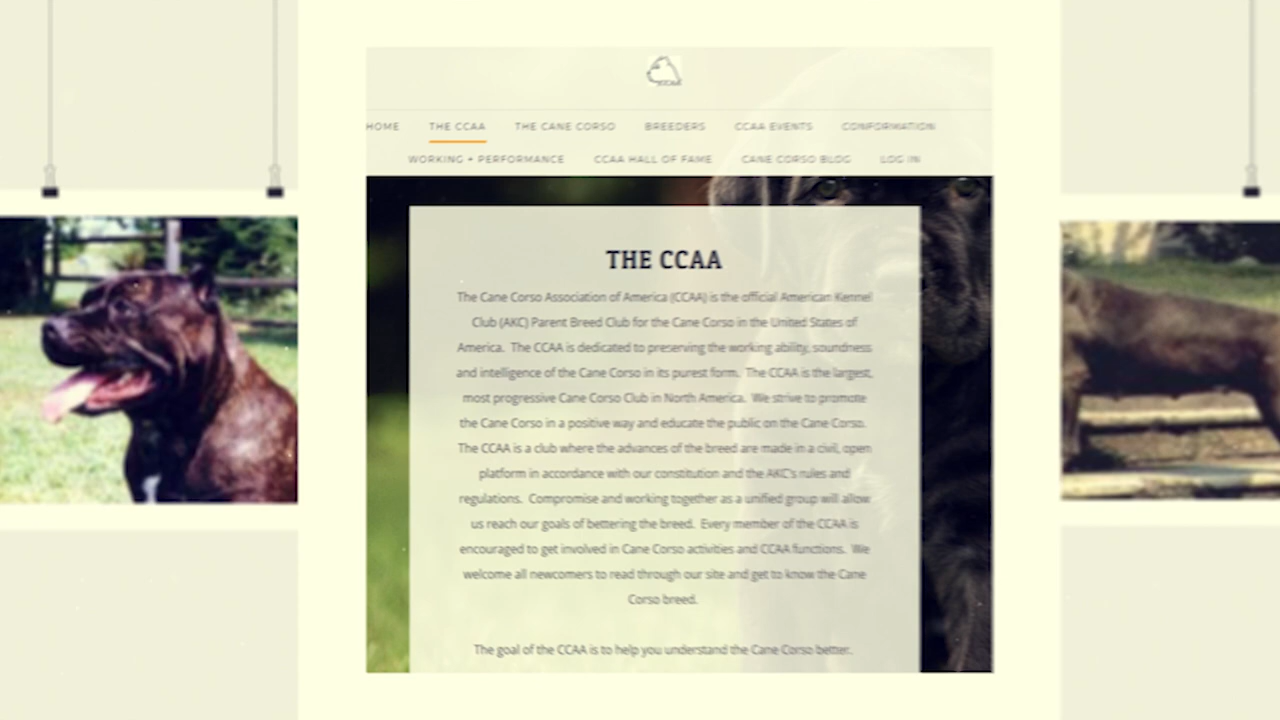 HOME THE CCAA THE CANE CORSO BREEDERS CCAA EVENTS CONFORMATION
WORKING + PERFORMANCE CCAA HALL OF FAME CANE CORSO BLOG LOG IN
THE CCAA
The Cane Corso Association of America (CCAA) is the official American Kennel
Club (AKC) Parent Breed Club for the Cane Corso in the United States of
America. The CCAA is dedicated to preserving the working ability, soundness
and intelligence of the Cane Corso in its purest form. The CCAA is the largest,
most progressive Cane Corso Club in North America. We strive to promote
the Cane Corso in a positive way and educate the public on the Cane Corso.
The CCAA is a club where the advances of the breed are made in a civil, open
platform in accordance with our constitution and the AKC's rules and
regulations. Compromise and working together as a unified group will allow
us reach our goals of bettering the breed. Every member of the CCAA is
encouraged to get involved in Cane Corso activities and CCAA functions. We
welcome all newcomers to read through our site and get to know the Cane
Corso breed.
The goal of the CCAA is to help you understand the Cane Corso better.